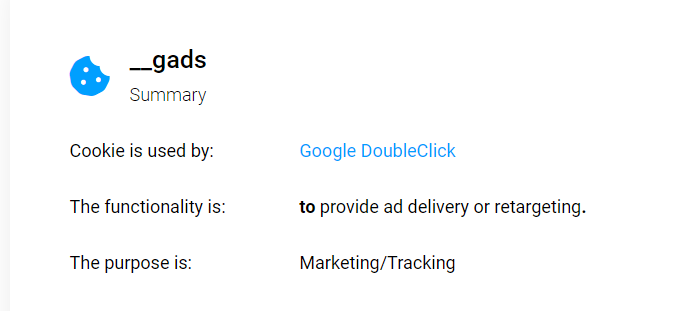 __gads
Summary
Cookie is used by: Google DoubleClick
The functionality is: to provide ad delivery or retargeting.
The purpose is: Marketing/Tracking